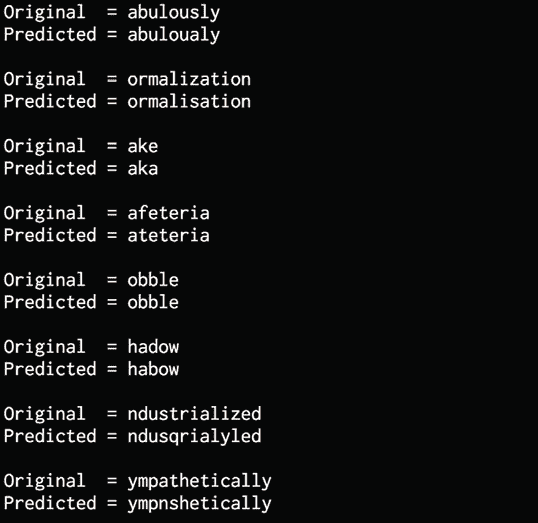 Original  = abulously
Predicted = abuloualy
Original  = ormalization
Predicted = ormalisation
Original  = ake
Predicted = aka
Original  = afeteria
Predicted = ateteria
Original  = obble
Predicted = obble
Original  = hadow
Predicted = habow
Original  = ndustrialized
Predicted = ndusqrialyled
Original  = ympathetically
Predicted = ympnshetically